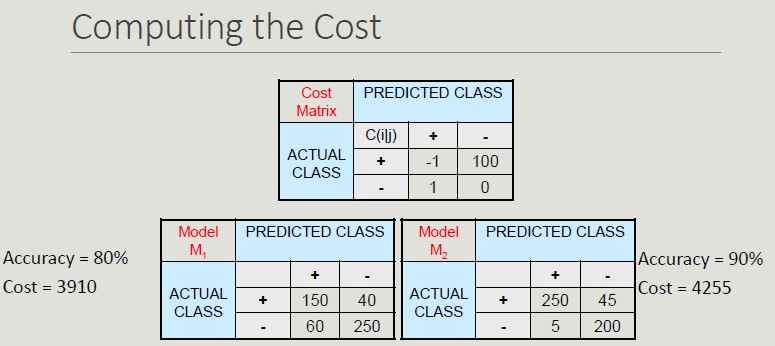 Computing the Cost
Cost Matrix PREDICTED CLASS
ACTUAL CLASS C(i|j) + -
+ -1 100
- 1 0
Accuracy = 80%
Cost = 3910
Model M₁ PREDICTED CLASS
ACTUAL CLASS + -
+ 150 40
- 60 250
Model M₂ PREDICTED CLASS
ACTUAL CLASS + -
+ 250 45
- 5 200
Accuracy = 90%
Cost = 4255